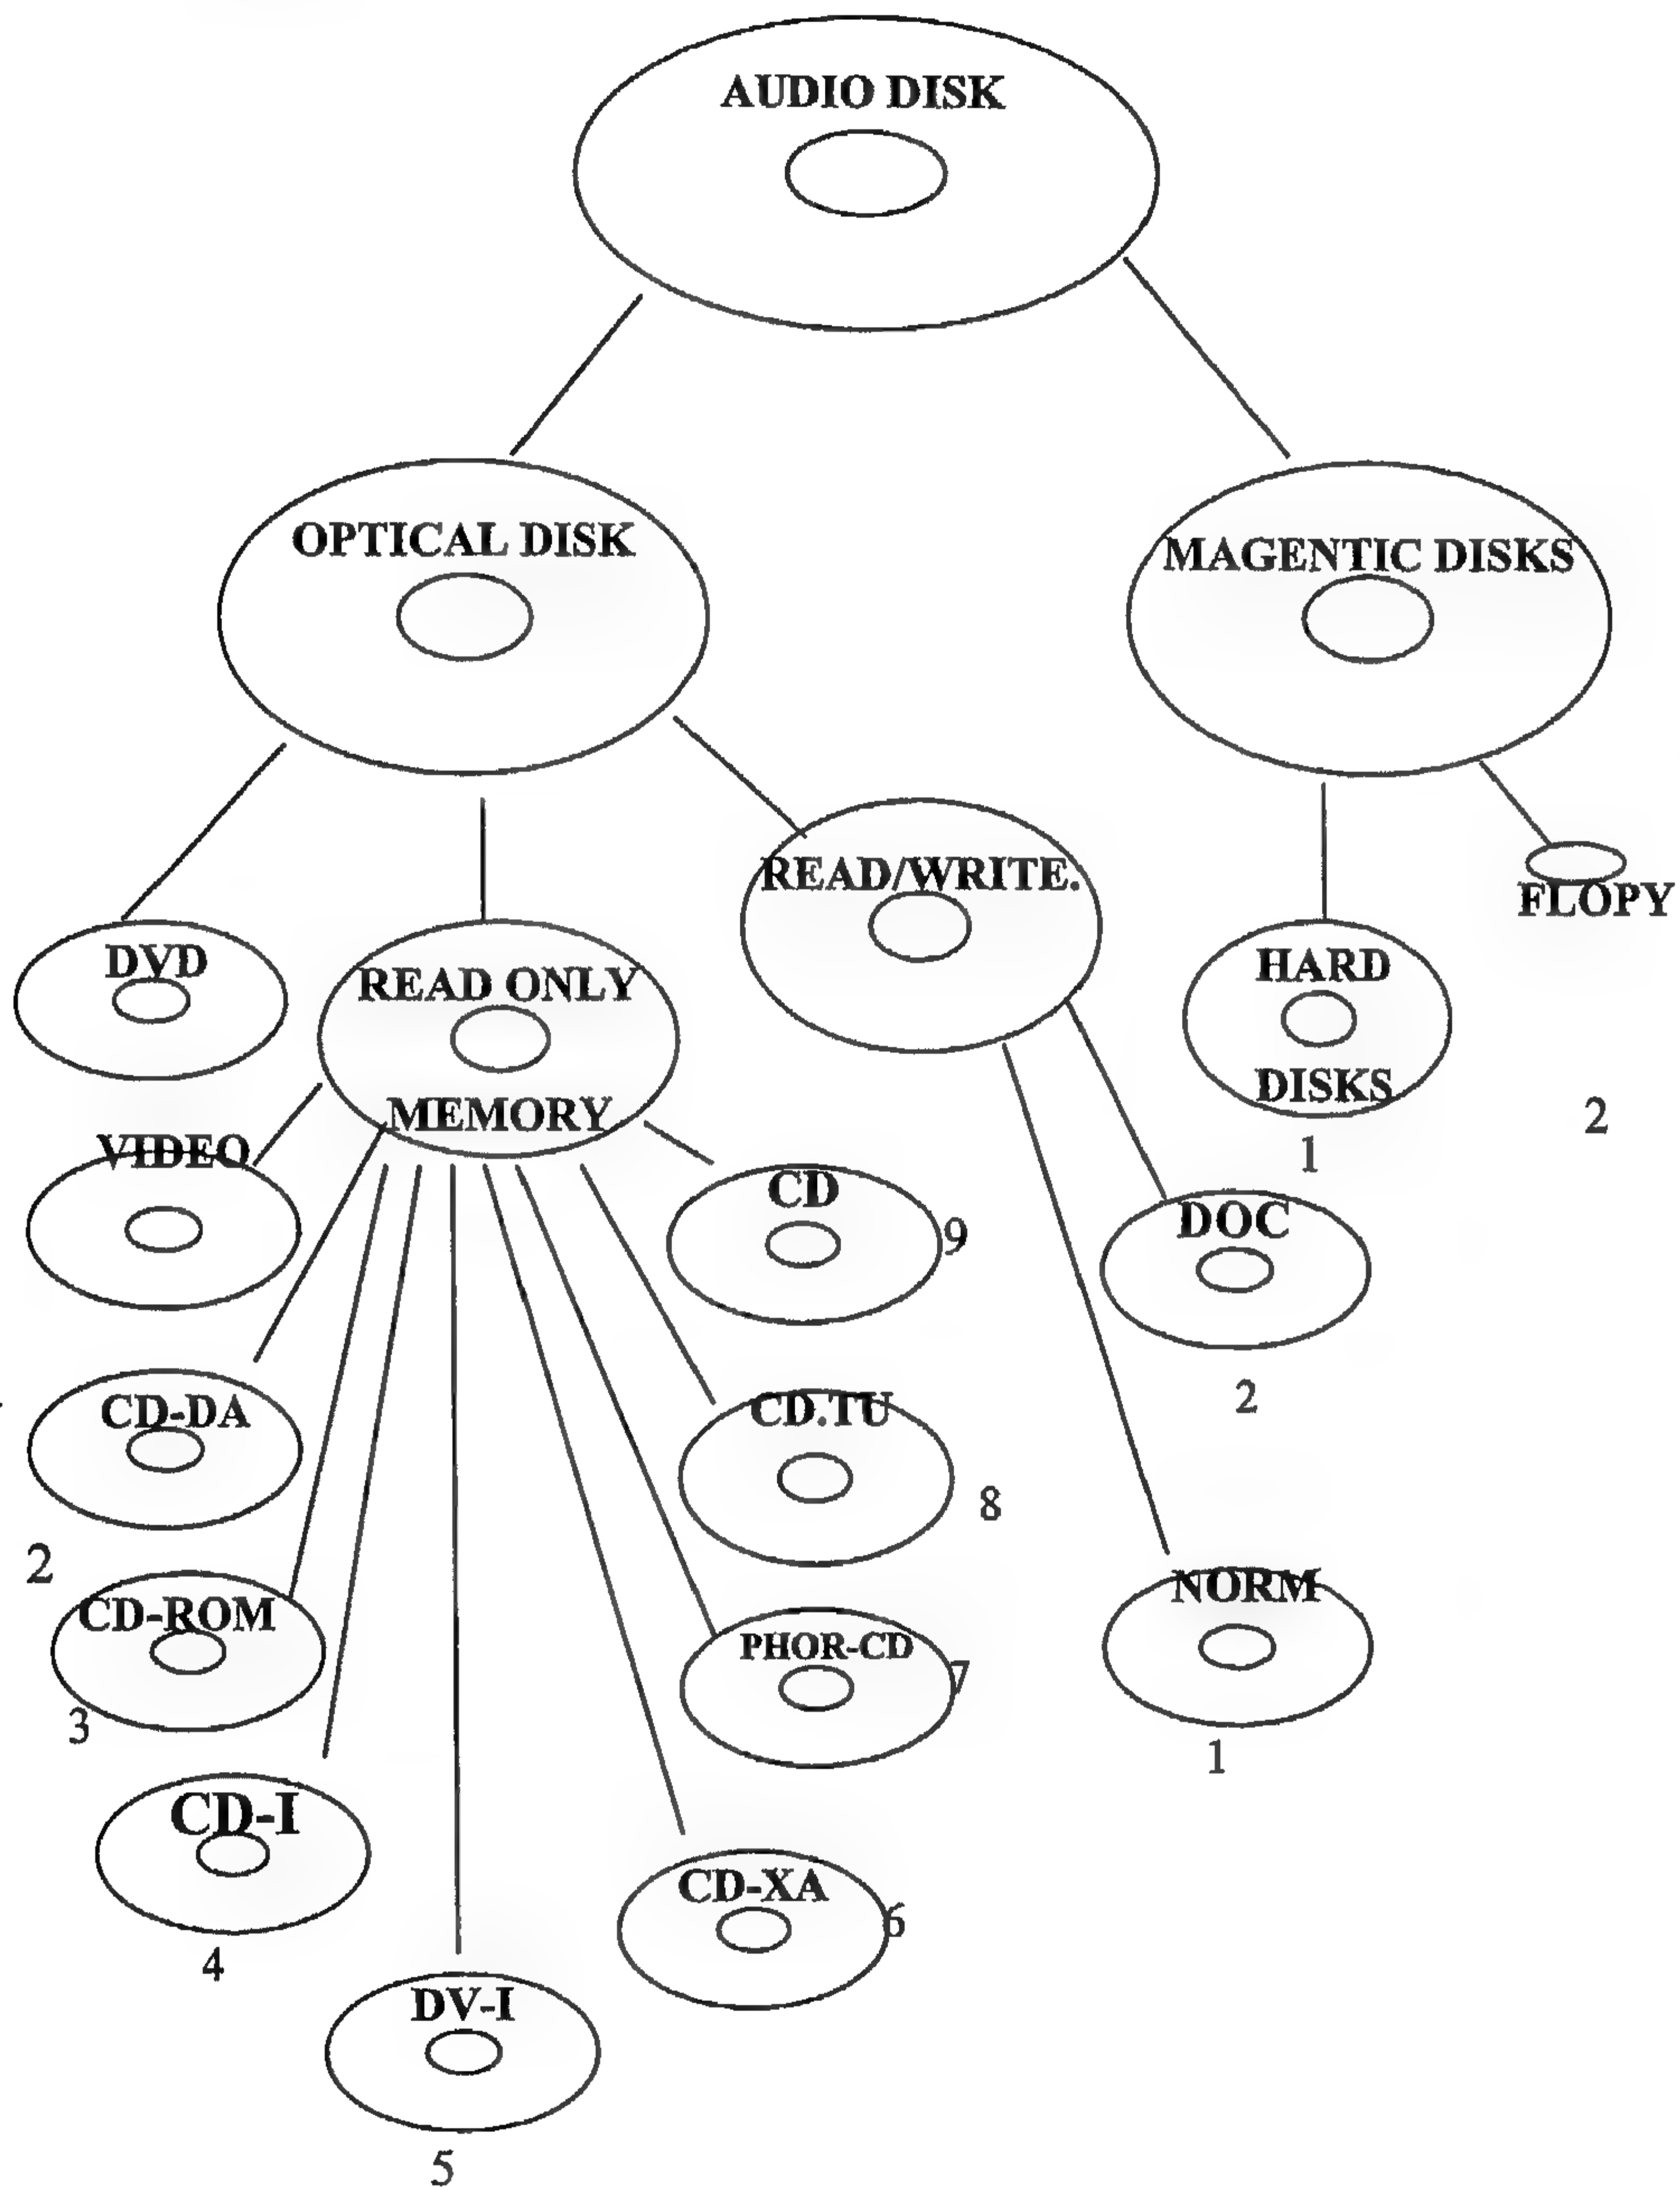 AUDIO DISK
OPTICAL DISK
MAGENTIC DISKS
READ/WRITE.
FLOPY
DVD
READ ONLY
MEMORY
HARD
DISKS
1
2
VIDEO
CD
9
DOC
2
CD-DA
2
CD.TU
8
CD-ROM
3
PHOR-CD
7
NORM
1
CD-I
4
CD-XA
6
DV-I
5